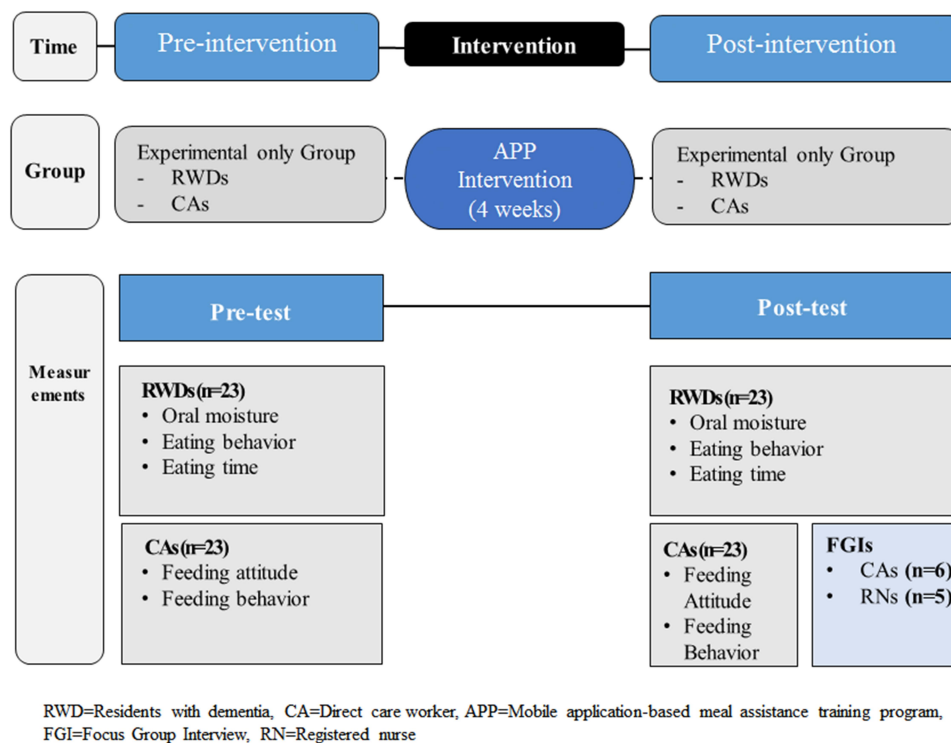 Time
Pre-intervention
Intervention
Post-intervention
Group
Experimental only Group
- RWDs
- CAs
APP
Intervention
(4 weeks)
Experimental only Group
- RWDs
- CAs
Measur
ements
Pre-test
Post-test
RWDs(n=23)
• Oral moisture
• Eating behavior
• Eating time
RWDs(n=23)
• Oral moisture
• Eating behavior
• Eating time
CAs(n=23)
• Feeding attitude
• Feeding behavior
CAs(n=23)
• Feeding
Attitude
• Feeding
Behavior
FGIs
• CAs (n=6)
• RNs (n=5)
RWD=Residents with dementia, CA=Direct care worker, APP=Mobile application-based meal assistance training program,
FGI=Focus Group Interview, RN=Registered nurse